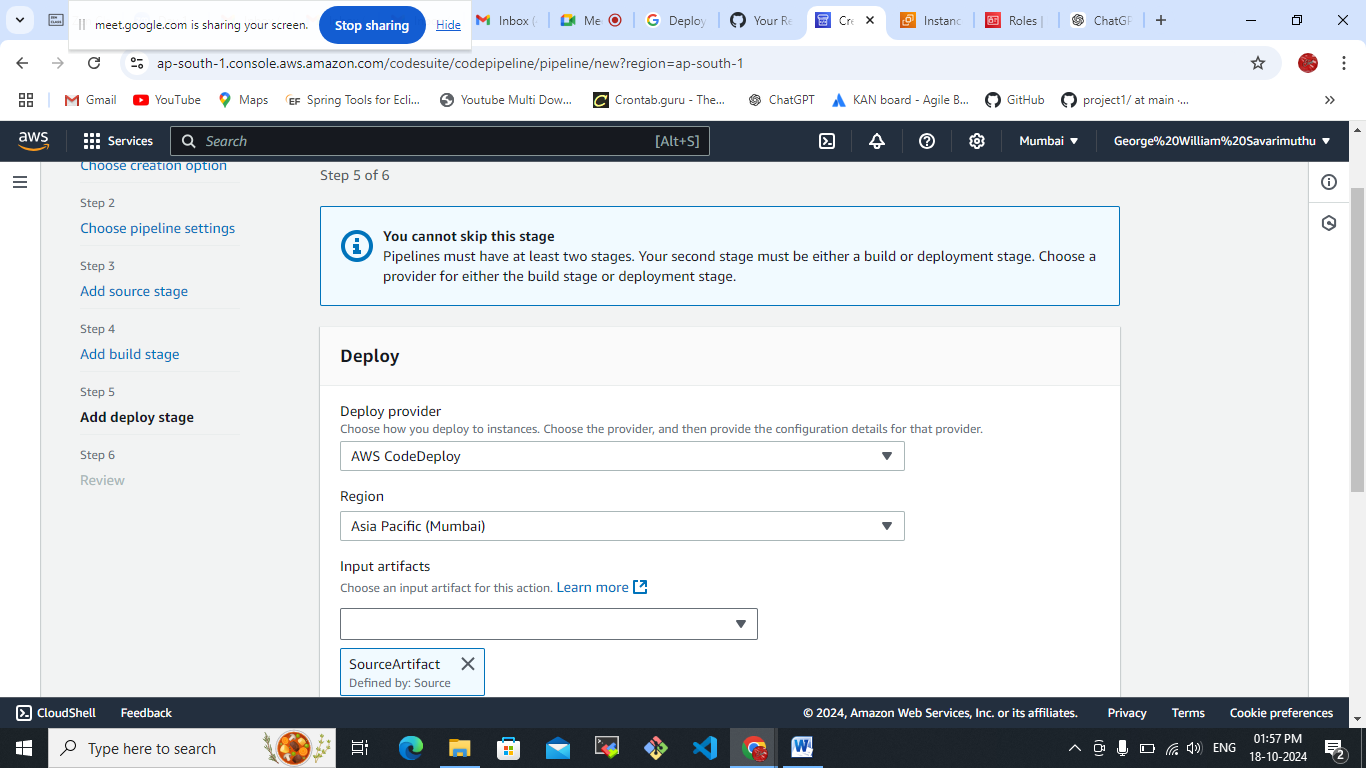 meet.google.com is sharing your screen.
Stop sharing
Hide
Inbox (
Me
Deploy
Your Re
Cre
Instanc
Roles |
ChatGP
ap-south-1.console.aws.amazon.com/codesuite/codepipeline/pipeline/new?region=ap-south-1
Gmail
YouTube
Maps
EF Spring Tools for Ecli...
Youtube Multi Dow...
Crontab.guru - The...
ChatGPT
KAN board - Agile B...
GitHub
project1/ at main ·...
aws
Services
Search
[Alt+S]
Mumbai
George%20William%20Savarimuthu
Choose creation option
Step 2
Choose pipeline settings
Step 3
Add source stage
Step 4
Add build stage
Step 5
Add deploy stage
Step 6
Review
Step 5 of 6
You cannot skip this stage
Pipelines must have at least two stages. Your second stage must be either a build or deployment stage. Choose a
provider for either the build stage or deployment stage.
Deploy
Deploy provider
Choose how you deploy to instances. Choose the provider, and then provide the configuration details for that provider.
AWS CodeDeploy
Region
Asia Pacific (Mumbai)
Input artifacts
Choose an input artifact for this action. Learn more
SourceArtifact
Defined by: Source
CloudShell
Feedback
© 2024, Amazon Web Services, Inc. or its affiliates.
Privacy
Terms
Cookie preferences
Type here to search
ENG
01:57 PM
18-10-2024
2